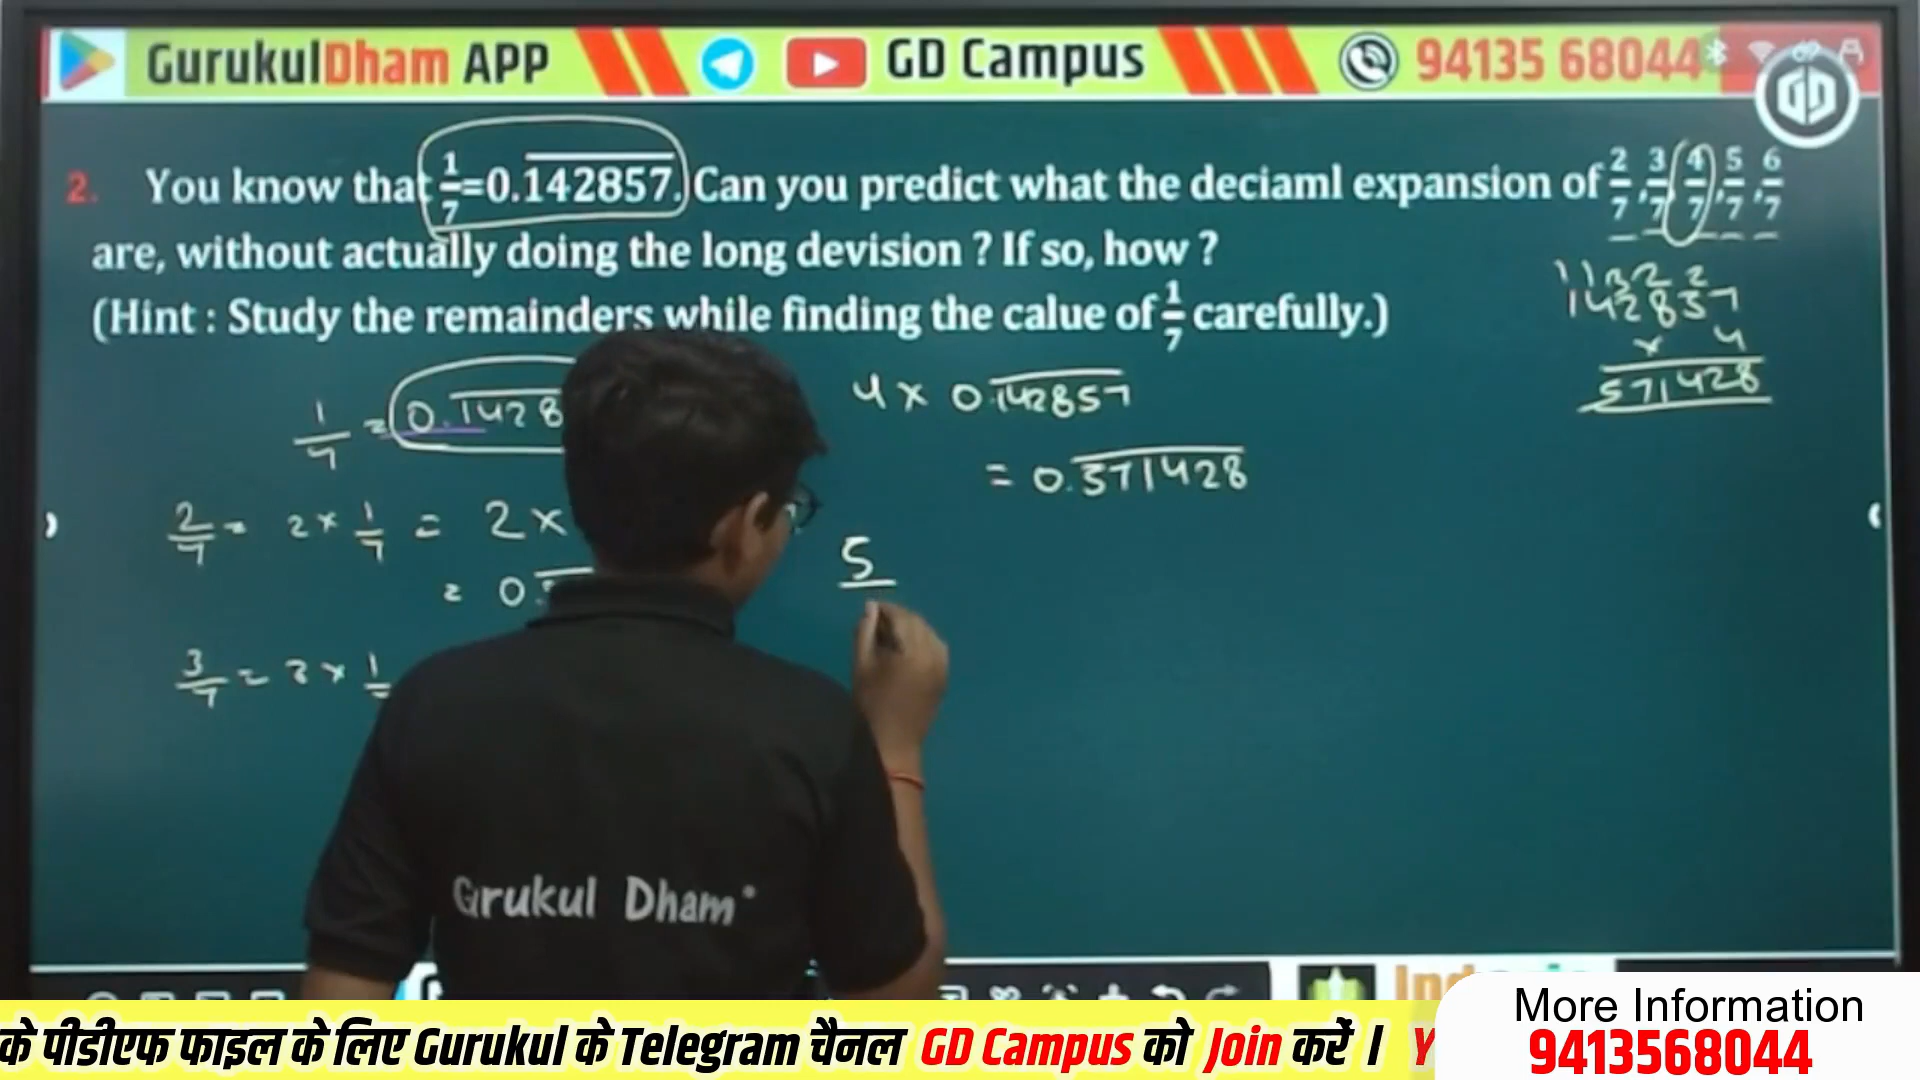 GurukulDham APP GD Campus 94135 68044
GD
2. You know that 1/7=0.142857. Can you predict what the deciaml expansion of 2/7, 3/7, 4/7, 5/7, 6/7
are, without actually doing the long devision ? If so, how ?
(Hint : Study the remainders while finding the calue of 1/7 carefully.)
1/7 = 0.1428
2/7 = 2 × 1/7 = 2 ×
= 0.
3/7 = 3 × 1
4 × 0.142857
= 0.571428
5
11322
142857
× 4
571428
Gurukul Dham
के पीडीएफ फाइल के लिए Gurukul के Telegram चैनल GD Campus को Join करें । Y
More Information
9413568044